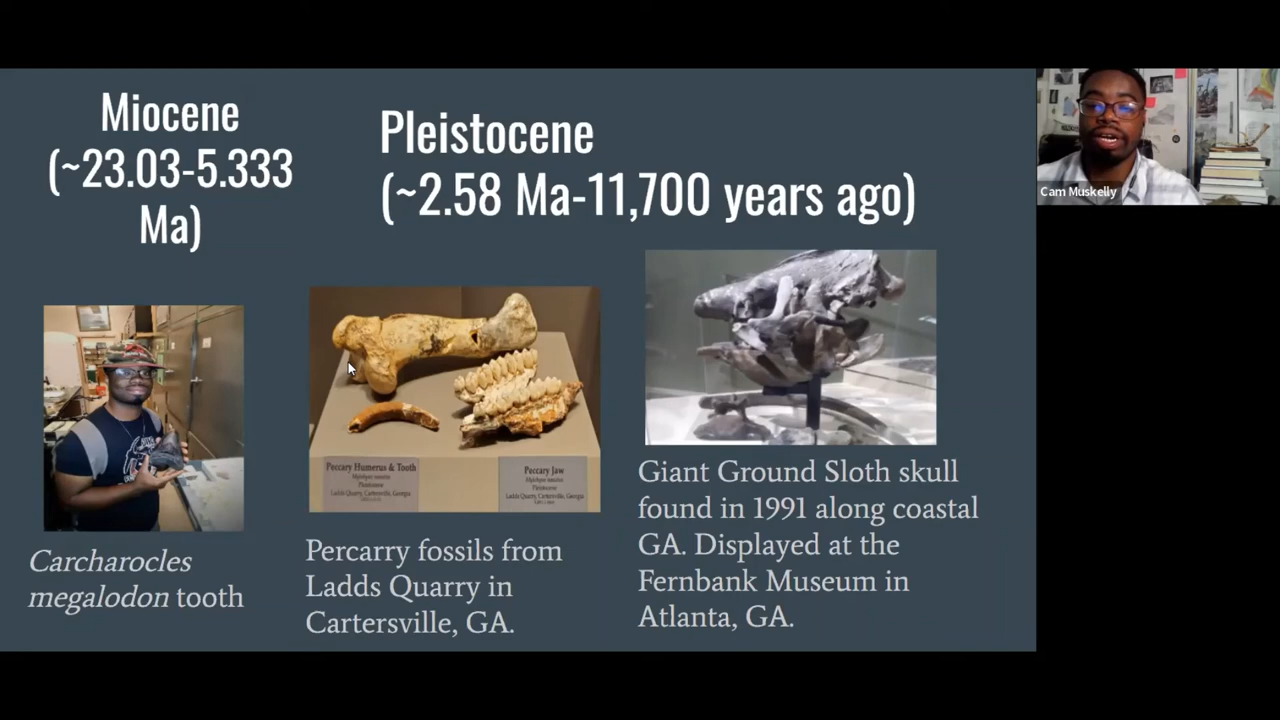 Miocene
(~23.03-5.333
Ma)
Pleistocene
(~2.58 Ma-11,700 years ago)
Cam Muskelly
Peccary Humerus & Tooth
Pleistocene
Ladds Quarry, Cartersville, Georgia
Peccary Jaw
Pleistocene
Ladds Quarry, Cartersville, Georgia
Carcharocles
megalodon tooth
Percarry fossils from
Ladds Quarry in
Cartersville, GA.
Giant Ground Sloth skull
found in 1991 along coastal
GA. Displayed at the
Fernbank Museum in
Atlanta, GA.